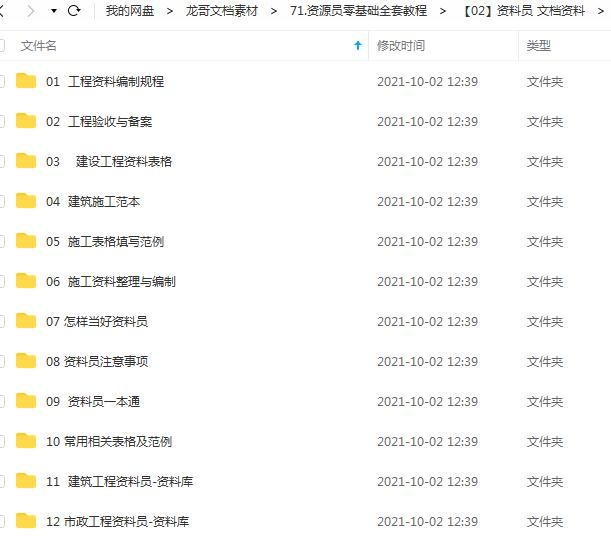 我的网盘 > 龙哥文档素材 > 71.资源员零基础全套教程 > 【02】资料员 文档资料 >
文件名 修改时间 类型
01 工程资料编制规程 2021-10-02 12:39 文件夹
02 工程验收与备案 2021-10-02 12:39 文件夹
03 建设工程资料表格 2021-10-02 12:39 文件夹
04 建筑施工范本 2021-10-02 12:39 文件夹
05 施工表格填写范例 2021-10-02 12:39 文件夹
06 施工资料整理与编制 2021-10-02 12:39 文件夹
07 怎样当好资料员 2021-10-02 12:39 文件夹
08 资料员注意事项 2021-10-02 12:39 文件夹
09 资料员一本通 2021-10-02 12:39 文件夹
10 常用相关表格及范例 2021-10-02 12:39 文件夹
11 建筑工程资料员-资料库 2021-10-02 12:39 文件夹
12 市政工程资料员-资料库 2021-10-02 12:39 文件夹